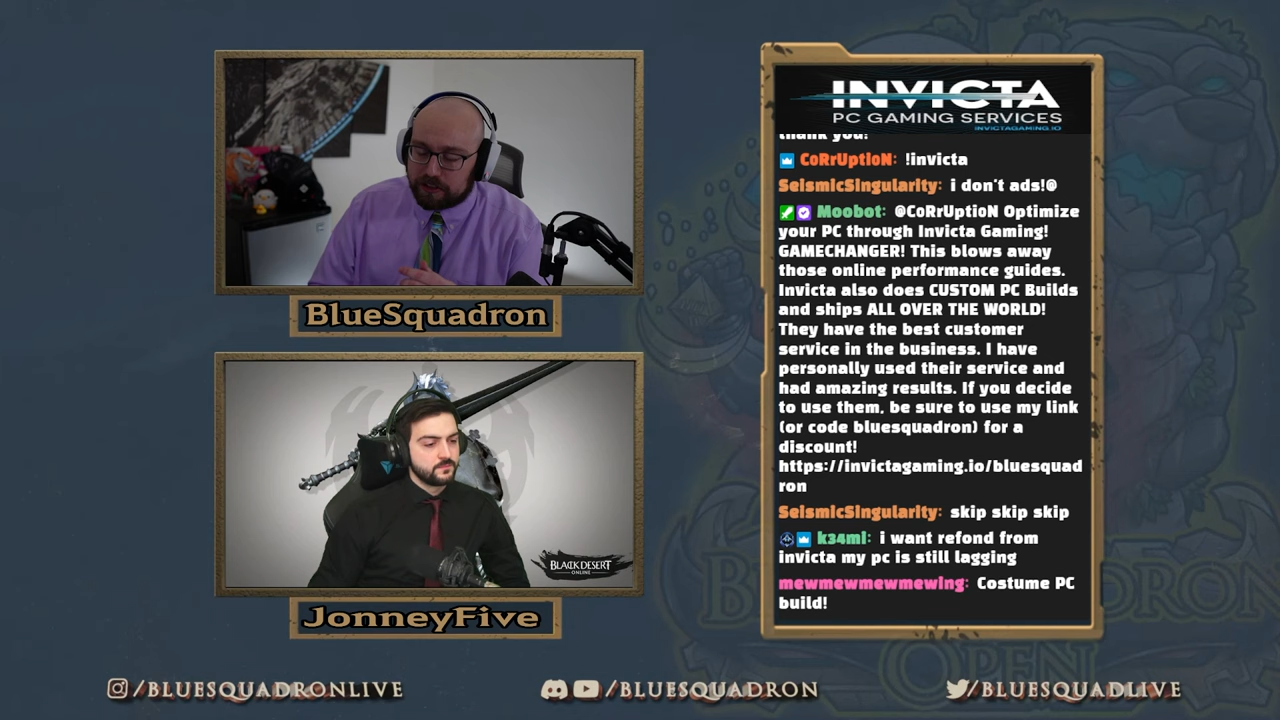 BlueSquadron
BLACK DESERT
ONLINE
JonneyFive
INVICTA
PC GAMING SERVICES
INVICTAGAMING.IO
thank you!
CoRrUptIoN: !invicta
SeismicSingularity: i don't ads!@
Moobot: @CoRrUptioN Optimize
your PC through Invicta Gaming!
GAMECHANGER! This blows away
those online performance guides.
Invicta also does CUSTOM PC Builds
and ships ALL OVER THE WORLD!
They have the best customer
service in the business. I have
personally used their service and
had amazing results. If you decide
to use them, be sure to use my link
(or code bluesquadron) for a
discount!
https://invictagaming.io/bluesquad
ron
SeismicSingularity: skip skip skip
k34mi: i want refond from
invicta my pc is still lagging
mewmewmewmewing: Costume PC
build!
BLUESQUADRON
OPEN
/BLUESQUADRONLIVE
/BLUESQUADRON
/BLUESQUADLIVE